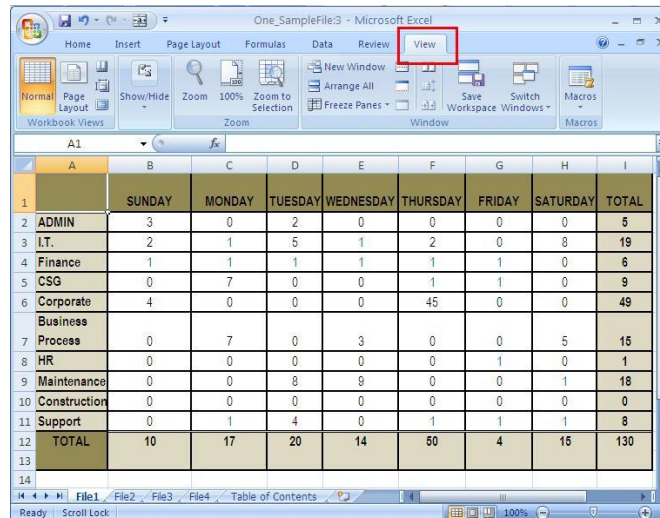 One_SampleFile:3 - Microsoft Excel
Home Insert Page Layout Formulas Data Review View
Normal Page Layout Show/Hide Zoom 100% Zoom to Selection New Window Arrange All Freeze Panes Save Workspace Switch Windows Macros
Workbook Views Zoom Window Macros
A1 fx
A B C D E F G H I
1 SUNDAY MONDAY TUESDAY WEDNESDAY THURSDAY FRIDAY SATURDAY TOTAL
2 ADMIN 3 0 2 0 0 0 0 5
3 I.T. 2 1 5 1 2 0 8 19
4 Finance 1 1 1 1 1 1 0 6
5 CSG 0 7 0 0 1 1 0 9
6 Corporate 4 0 0 0 45 0 0 49
Business
7 Process 0 7 0 3 0 0 5 15
8 HR 0 0 0 0 0 1 0 1
9 Maintenance 0 0 8 9 0 0 1 18
10 Construction 0 0 0 0 0 0 0 0
11 Support 0 1 4 0 1 1 1 8
12 TOTAL 10 17 20 14 50 4 15 130
13
14
File1 File2 File3 File4 Table of Contents
Ready Scroll Lock 100%